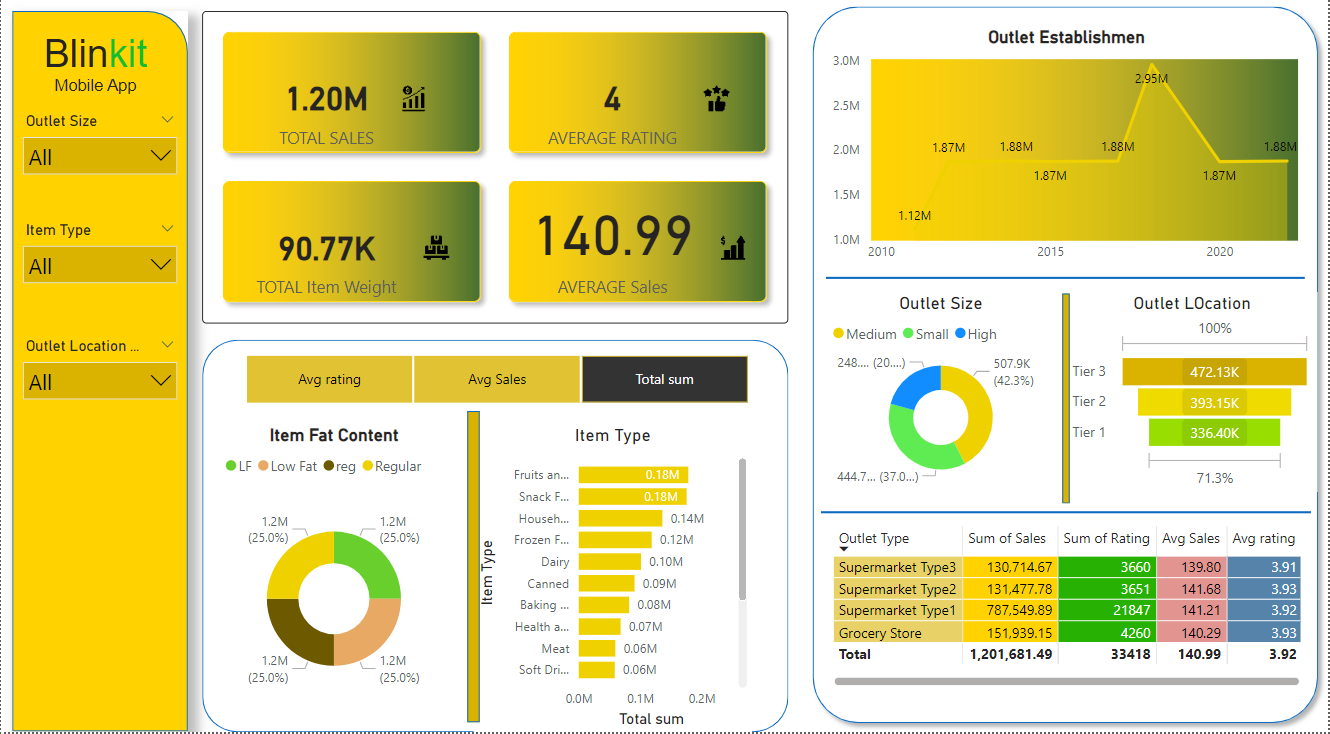 Blinkit
Mobile App
Outlet Size
All
Item Type
All
Outlet Location ...
All
1.20M
TOTAL SALES
4
AVERAGE RATING
90.77K
TOTAL Item Weight
$
140.99
AVERAGE Sales
Avg rating
Avg Sales
Total sum
Item Fat Content
LF Low Fat reg Regular
1.2M (25.0%)
1.2M (25.0%)
1.2M (25.0%)
1.2M (25.0%)
Item Type
Item Type
Fruits an... 0.18M
Snack F... 0.18M
Househ... 0.14M
Frozen F... 0.12M
Dairy 0.10M
Canned 0.09M
Baking ... 0.08M
Health a... 0.07M
Meat 0.06M
Soft Dri... 0.06M
0.0M 0.1M 0.2M
Total sum
Outlet Establishmen
3.0M
2.5M
2.0M
1.5M
1.0M
1.12M
1.87M
1.88M
1.87M
1.88M
2.95M
1.87M
1.88M
2010 2015 2020
Outlet Size
Medium Small High
248.... (20....)
507.9K (42.3%)
444.7... (37.0...)
Outlet LOcation
100%
Tier 3 472.13K
Tier 2 393.15K
Tier 1 336.40K
71.3%
Outlet Type Sum of Sales Sum of Rating Avg Sales Avg rating
Supermarket Type3 130,714.67 3660 139.80 3.91
Supermarket Type2 131,477.78 3651 141.68 3.93
Supermarket Type1 787,549.89 21847 141.21 3.92
Grocery Store 151,939.15 4260 140.29 3.93
Total 1,201,681.49 33418 140.99 3.92